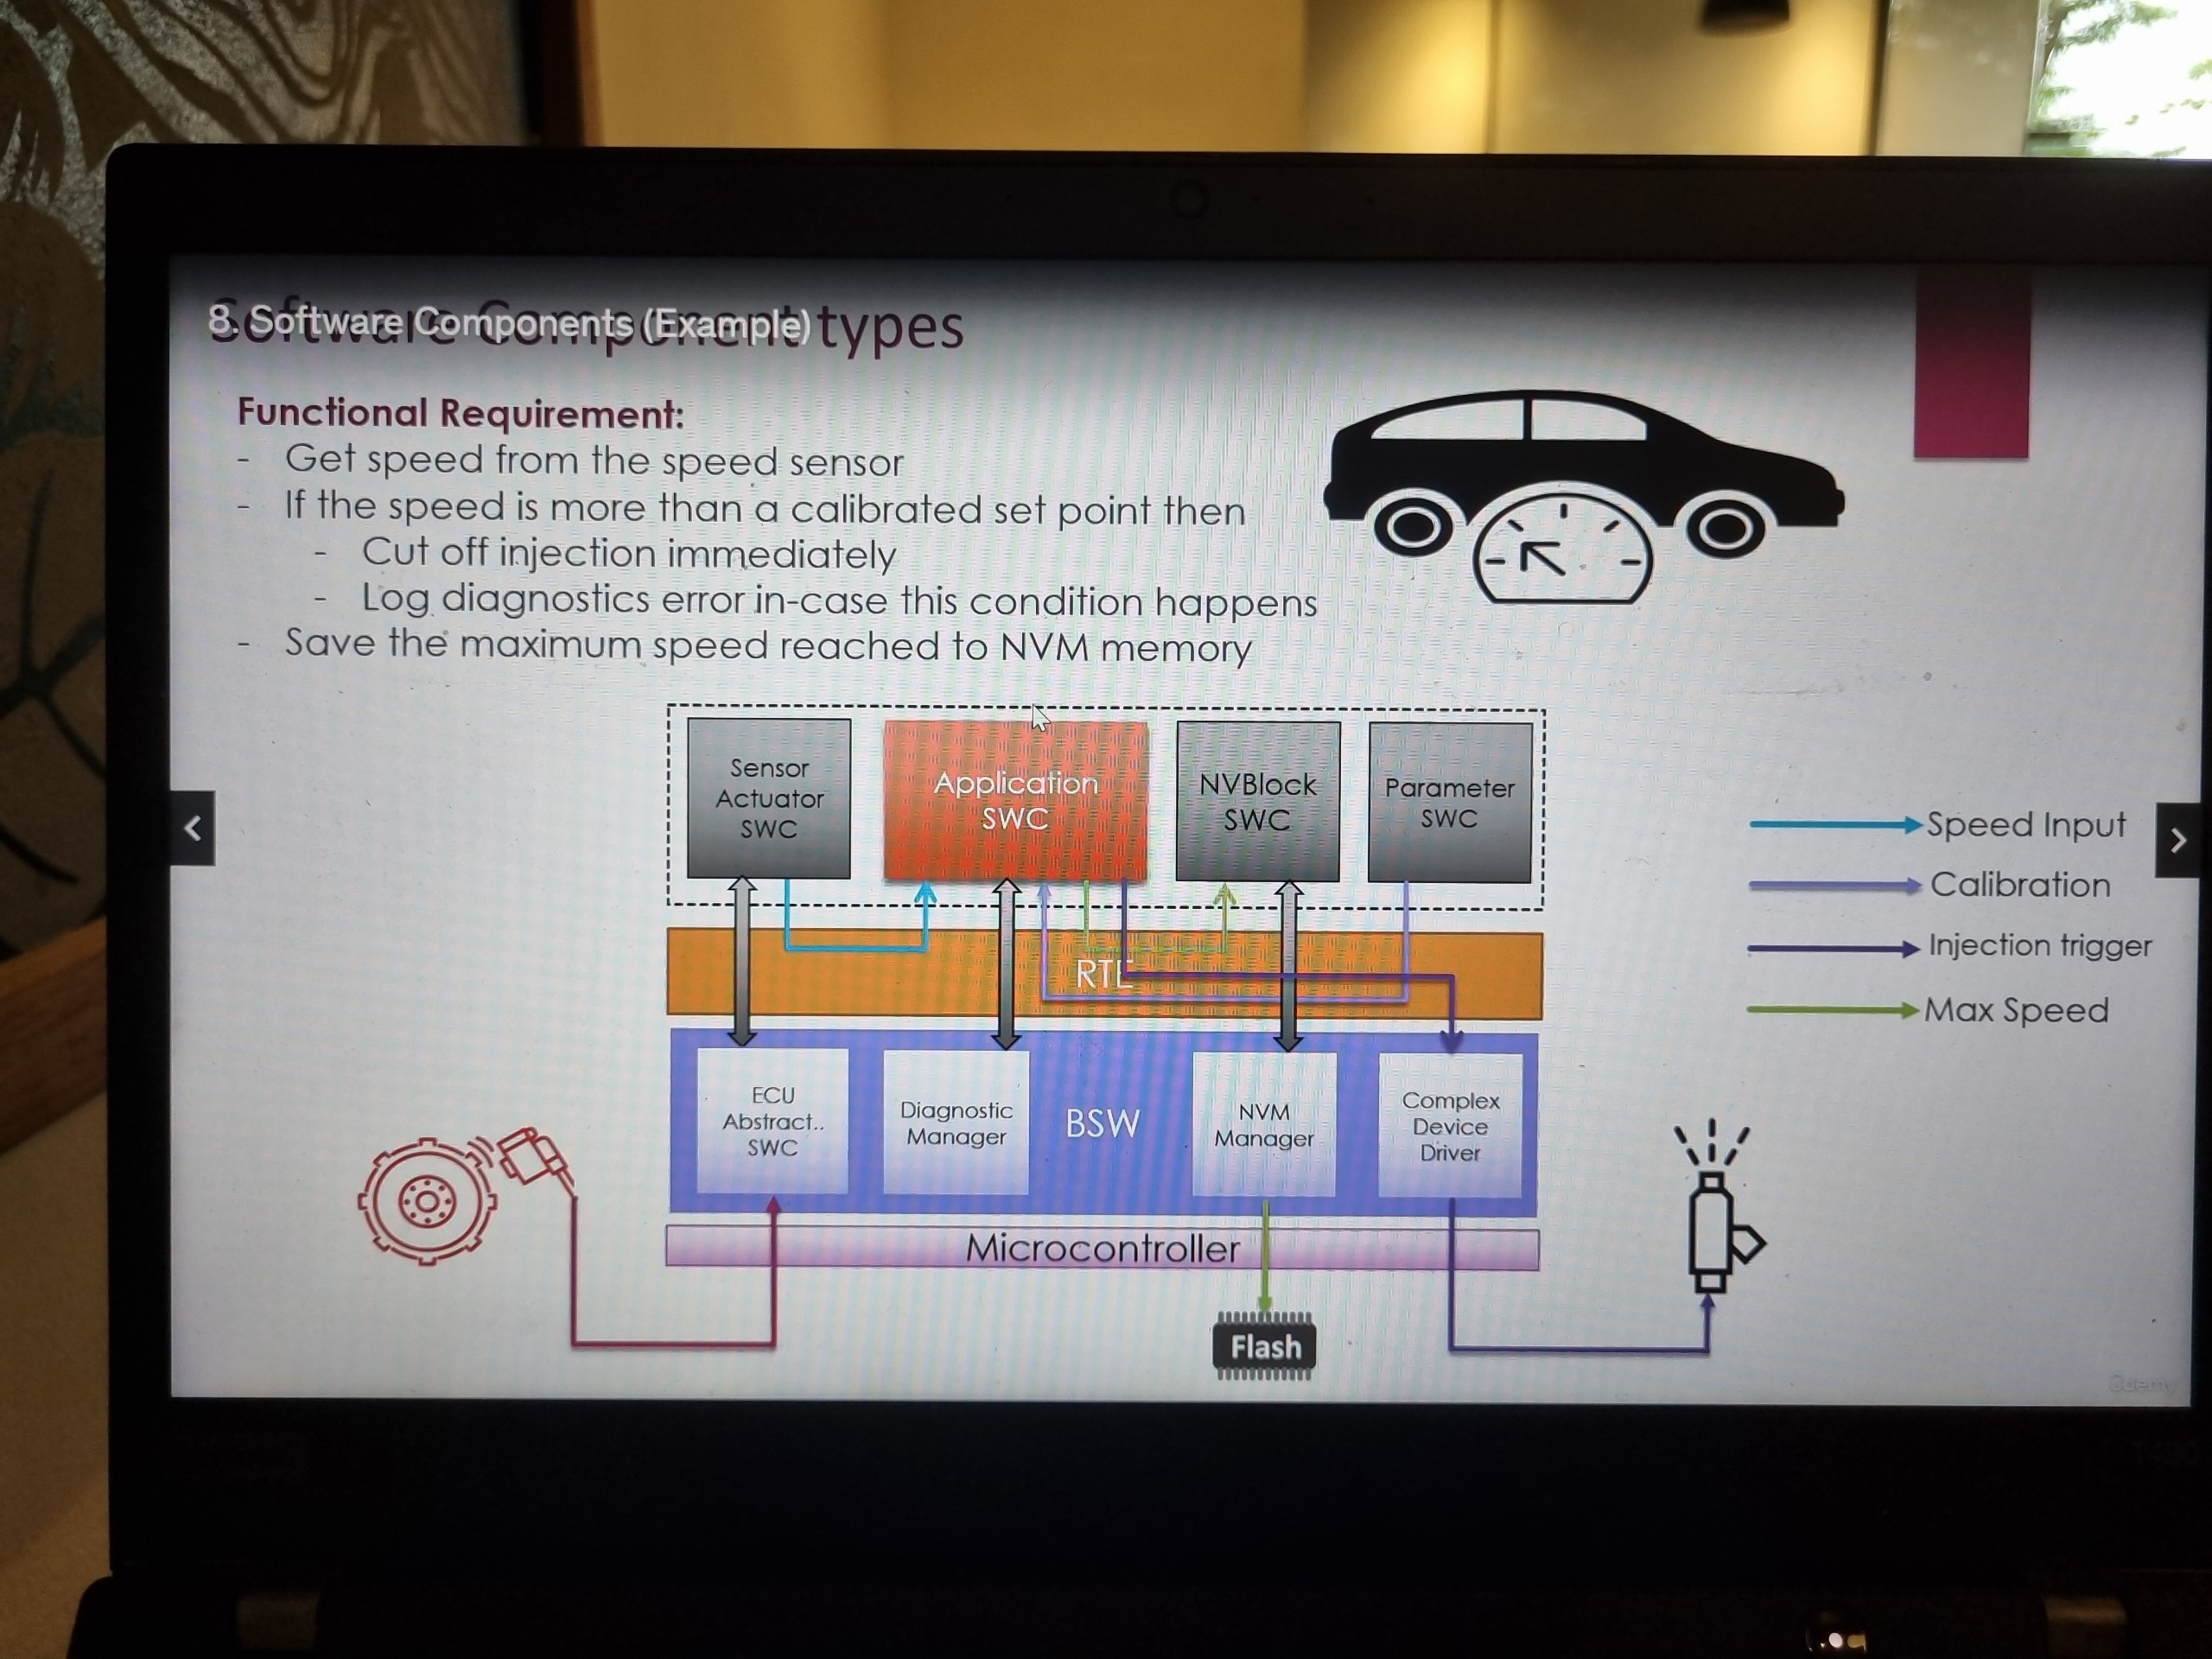 Software Component types
8. Software Components (Example)
Functional Requirement:
- Get speed from the speed sensor
- If the speed is more than a calibrated set point then
- Cut off injection immediately
- Log diagnostics error in-case this condition happens
- Save the maximum speed reached to NVM memory
Sensor
Actuator
SWC
Application
SWC
NVBlock
SWC
Parameter
SWC
Speed Input
Calibration
Injection trigger
Max Speed
RTE
ECU
Abstract..
SWC
Diagnostic
Manager
BSW
NVM
Manager
Complex
Device
Driver
Microcontroller
Flash
Udemy